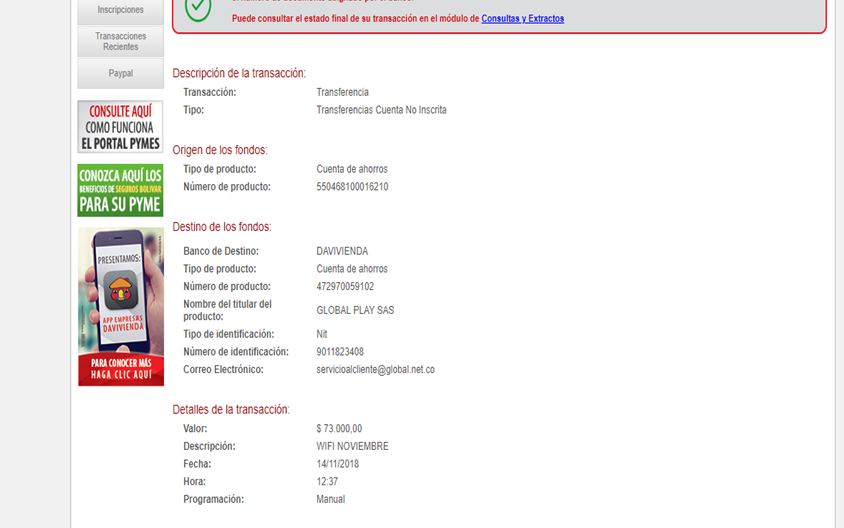 Inscripciones
Transacciones
Recientes
Paypal
CONSULTE AQUÍ
COMO FUNCIONA
EL PORTAL PYMES
CONOZCA AQUÍ LOS
BENEFICIOS DE SEGUROS BOLIVAR
PARA SU PYME
PRESENTAMOS:
APP EMPRESAS
DAVIVIENDA
PARA CONOCER MÁS
HAGA CLIC AQUÍ
Puede consultar el estado final de su transacción en el módulo de Consultas y Extractos
Descripción de la transacción:
Transacción: Transferencia
Tipo: Transferencias Cuenta No Inscrita
Origen de los fondos:
Tipo de producto: Cuenta de ahorros
Número de producto: 550468100016210
Destino de los fondos:
Banco de Destino: DAVIVIENDA
Tipo de producto: Cuenta de ahorros
Número de producto: 472970059102
Nombre del titular del
producto: GLOBAL PLAY SAS
Tipo de identificación: Nit
Número de identificación: 9011823408
Correo Electrónico: servicioalcliente@global.net.co
Detalles de la transacción:
Valor: $ 73.000,00
Descripción: WIFI NOVIEMBRE
Fecha: 14/11/2018
Hora: 12:37
Programación: Manual